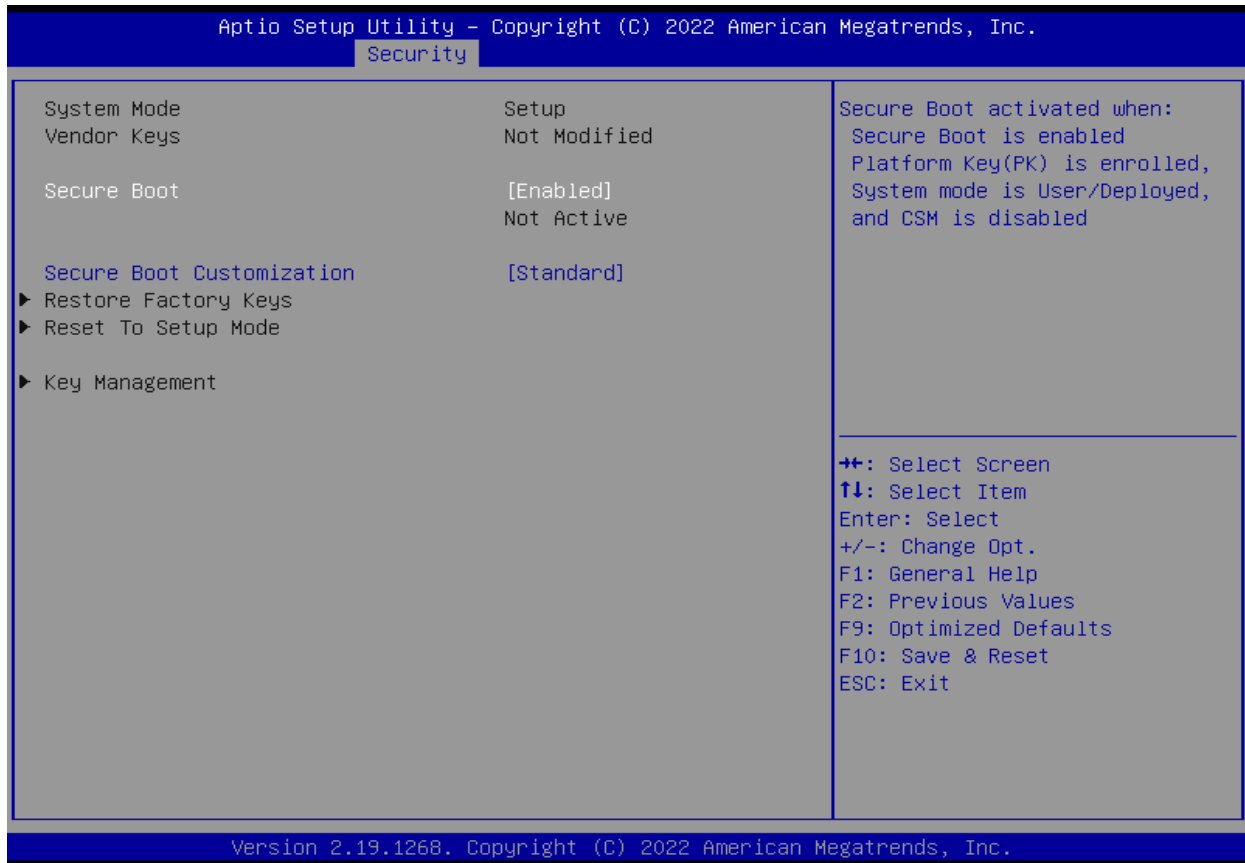 Aptio Setup Utility – Copyright (C) 2022 American Megatrends, Inc.
Security
System Mode Setup
Vendor Keys Not Modified
Secure Boot [Enabled]
Not Active
Secure Boot Customization [Standard]
▶ Restore Factory Keys
▶ Reset To Setup Mode
▶ Key Management
Secure Boot activated when:
Secure Boot is enabled
Platform Key(PK) is enrolled,
System mode is User/Deployed,
and CSM is disabled
→←: Select Screen
↑↓: Select Item
Enter: Select
+/-: Change Opt.
F1: General Help
F2: Previous Values
F9: Optimized Defaults
F10: Save & Reset
ESC: Exit
Version 2.19.1268. Copyright (C) 2022 American Megatrends, Inc.